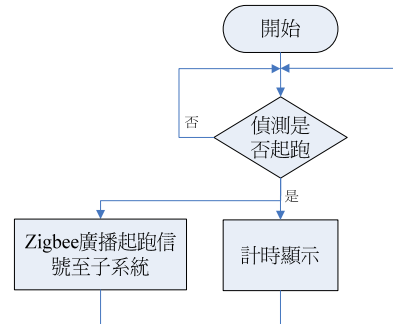 開始
偵測是
否起跑
否
是
Zigbee廣播起跑信
號至子系統
計時顯示